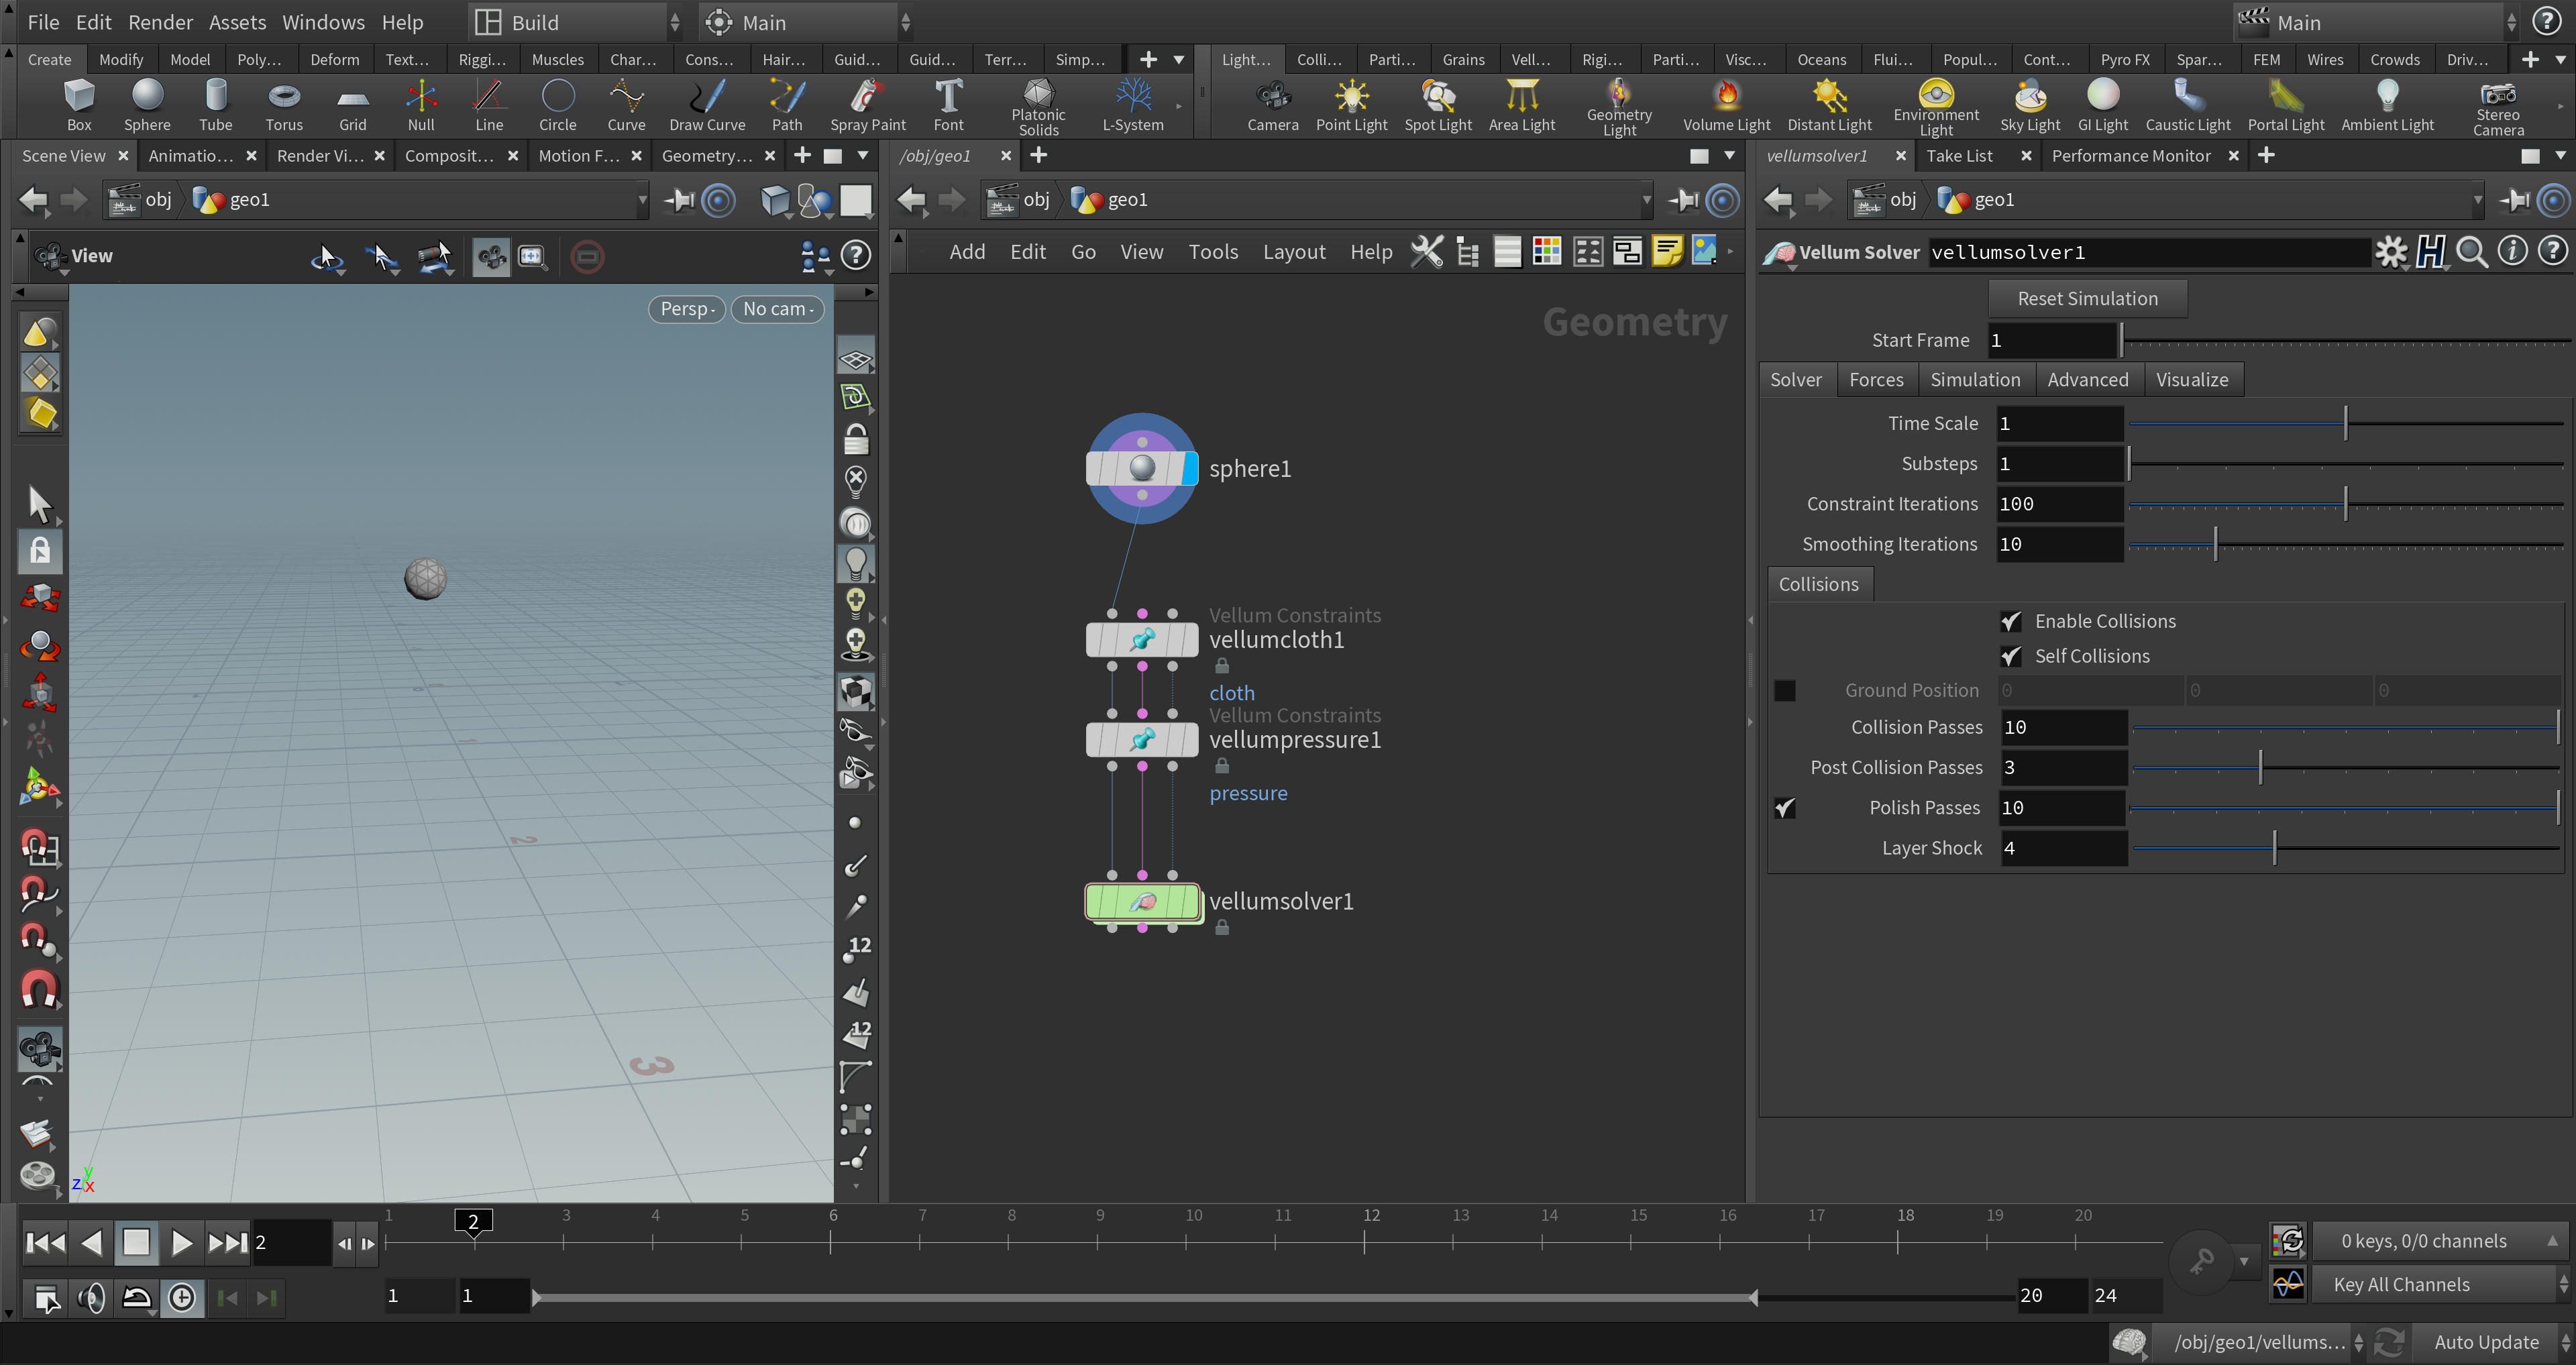 File Edit Render Assets Windows Help Build Main Main
Create Modify Model Poly... Deform Text... Riggi... Muscles Char... Cons... Hair... Guid... Guid... Terr... Simp... Light... Colli... Parti... Grains Vell... Rigi... Parti... Visc... Oceans Flui... Popul... Cont... Pyro FX Spar... FEM Wires Crowds Driv...
Box Sphere Tube Torus Grid Null Line Circle Curve Draw Curve Path Spray Paint Font Platonic Solids L-System Camera Point Light Spot Light Area Light Geometry Light Volume Light Distant Light Environment Light Sky Light GI Light Caustic Light Portal Light Ambient Light Stereo Camera
Scene View Animatio... Render Vi... Composit... Motion F... Geometry...
obj geo1
View
Persp No cam
2
3
z y x
12
12
/obj/geo1
obj geo1
Add Edit Go View Tools Layout Help
Geometry
sphere1
Vellum Constraints
vellumcloth1
cloth
Vellum Constraints
vellumpressure1
pressure
vellumsolver1
vellumsolver1 Take List Performance Monitor
obj geo1
Vellum Solver vellumsolver1
Reset Simulation
Start Frame 1
Solver Forces Simulation Advanced Visualize
Time Scale 1
Substeps 1
Constraint Iterations 100
Smoothing Iterations 10
Collisions
Enable Collisions
Self Collisions
Ground Position 0 0 0
Collision Passes 10
Post Collision Passes 3
Polish Passes 10
Layer Shock 4
2 1 2 3 4 5 6 7 8 9 10 11 12 13 14 15 16 17 18 19 20 0 keys, 0/0 channels
1 1 20 24 Key All Channels
/obj/geo1/vellums... Auto Update